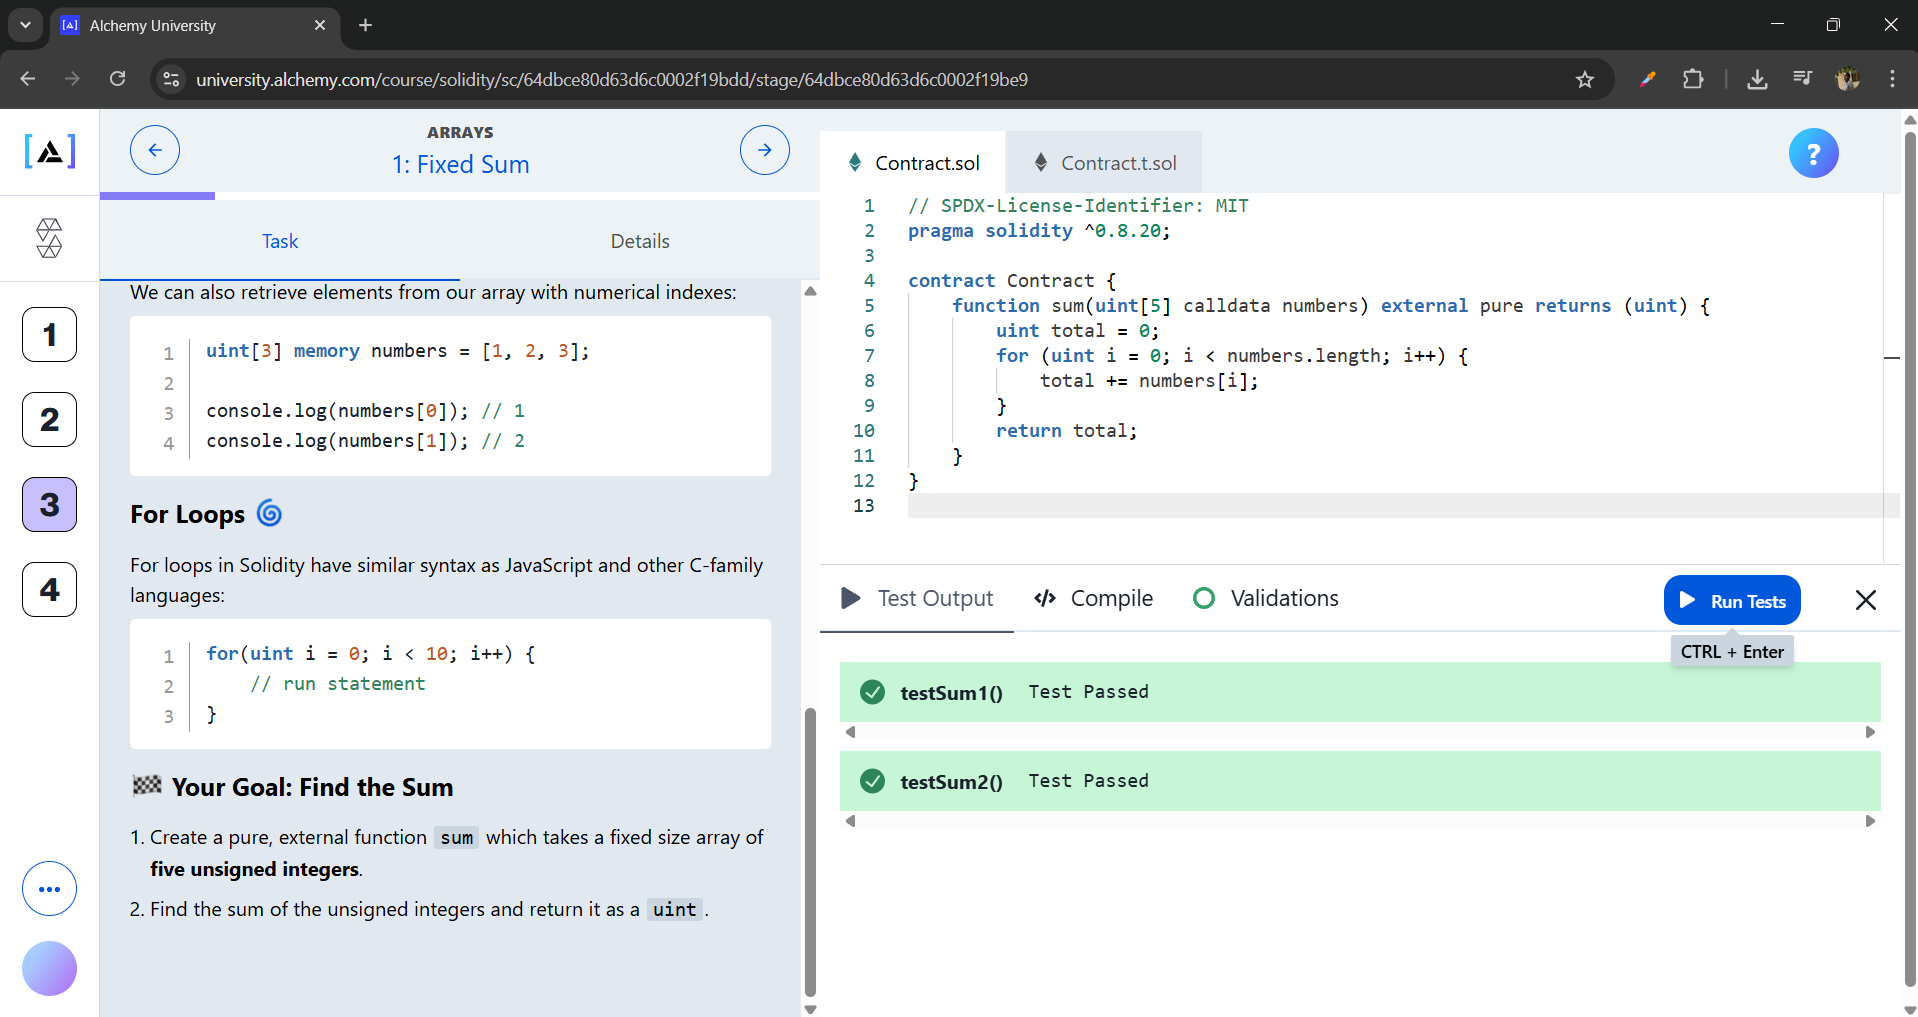 Alchemy University
university.alchemy.com/course/solidity/sc/64dbce80d63d6c0002f19bdd/stage/64dbce80d63d6c0002f19be9
ARRAYS
1: Fixed Sum
Task
Details
1
2
3
4
We can also retrieve elements from our array with numerical indexes:
1 uint[3] memory numbers = [1, 2, 3];
2
3 console.log(numbers[0]); // 1
4 console.log(numbers[1]); // 2
For Loops
For loops in Solidity have similar syntax as JavaScript and other C-family
languages:
1 for(uint i = 0; i < 10; i++) {
2 // run statement
3 }
Your Goal: Find the Sum
1. Create a pure, external function sum which takes a fixed size array of
five unsigned integers.
2. Find the sum of the unsigned integers and return it as a uint .
Contract.sol
Contract.t.sol
?
1 // SPDX-License-Identifier: MIT
2 pragma solidity ^0.8.20;
3
4 contract Contract {
5 function sum(uint[5] calldata numbers) external pure returns (uint) {
6 uint total = 0;
7 for (uint i = 0; i < numbers.length; i++) {
8 total += numbers[i];
9 }
10 return total;
11 }
12 }
13
Test Output
Compile
Validations
Run Tests
CTRL + Enter
testSum1() Test Passed
testSum2() Test Passed